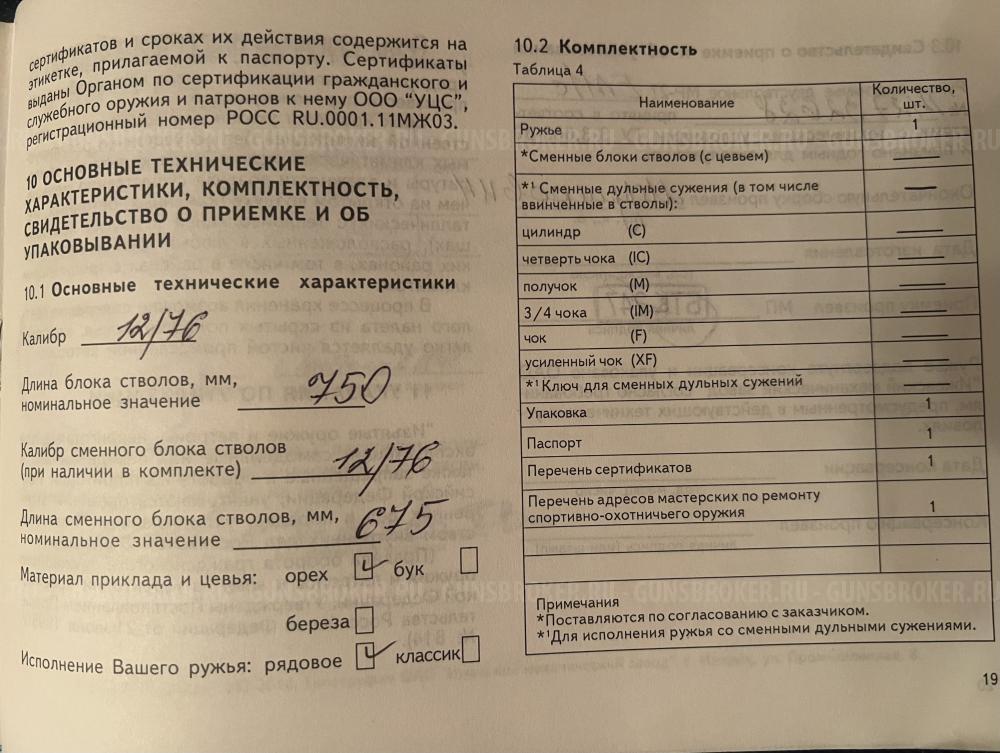 сертификатов и сроках их действия содержится на
этикетке, прилагаемой к паспорту. Сертификаты
выданы Органом по сертификации гражданского и
служебного оружия и патронов к нему ООО "УЦС",
регистрационный номер РОСС RU.0001.11МЖ03.
10 ОСНОВНЫЕ ТЕХНИЧЕСКИЕ
ХАРАКТЕРИСТИКИ, КОМПЛЕКТНОСТЬ,
СВИДЕТЕЛЬСТВО О ПРИЕМКЕ И ОБ
УПАКОВЫВАНИИ
10.1 Основные технические характеристики
Калибр 12/76
Длина блока стволов, мм,
номинальное значение 750
Калибр сменного блока стволов
(при наличии в комплекте) 12/76
Длина сменного блока стволов, мм,
номинальное значение 675
Материал приклада и цевья: орех бук
береза
Исполнение Вашего ружья: рядовое классик
10.2 Комплектность
Таблица 4
Наименование Количество, шт.
Ружье 1
*Сменные блоки стволов (с цевьем) —
*¹ Сменные дульные сужения (в том числе
ввинченные в стволы): —
цилиндр (C) —
четверть чока (IC) —
получок (M) —
3/4 чока (IM) —
чок (F) —
усиленный чок (XF) —
*¹ Ключ для сменных дульных сужений —
Упаковка 1
Паспорт 1
Перечень сертификатов 1
Перечень адресов мастерских по ремонту
спортивно-охотничьего оружия 1
Примечания
*Поставляются по согласованию с заказчиком.
*¹Для исполнения ружья со сменными дульными сужениями.
19
GUNSBROKER.RU - GUNSBROKER.RU - GUNSBROKER.RU